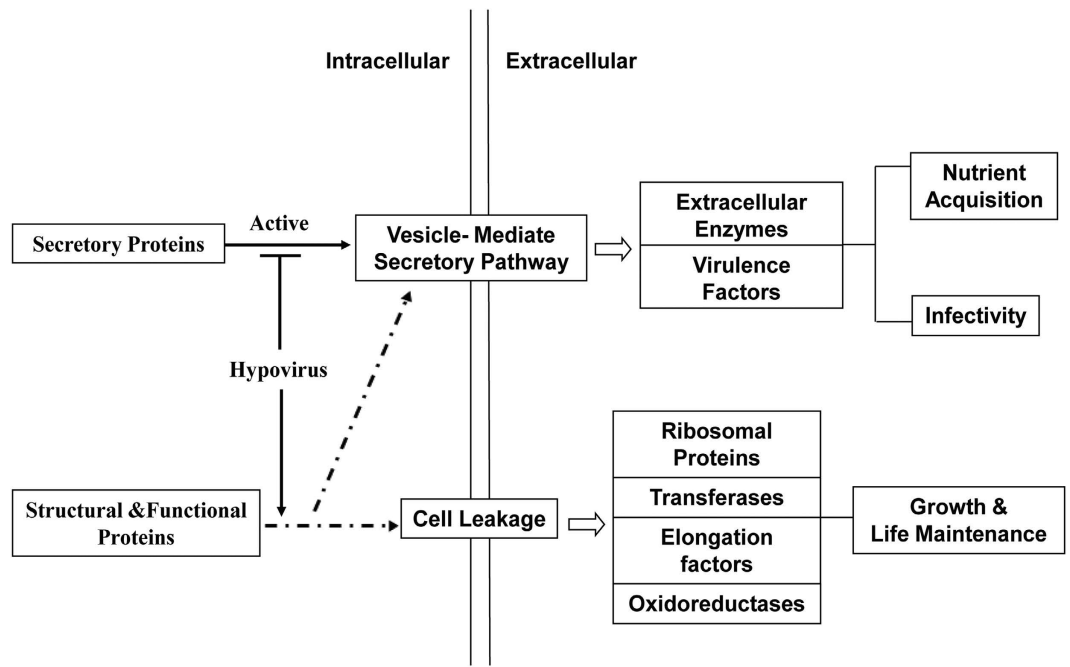 Intracellular
Extracellular
Secretory Proteins
Active
Vesicle- Mediate
Secretory Pathway
Extracellular
Enzymes
Virulence
Factors
Nutrient
Acquisition
Infectivity
Hypovirus
Structural &Functional
Proteins
Cell Leakage
Ribosomal
Proteins
Transferases
Elongation
factors
Oxidoreductases
Growth &
Life Maintenance